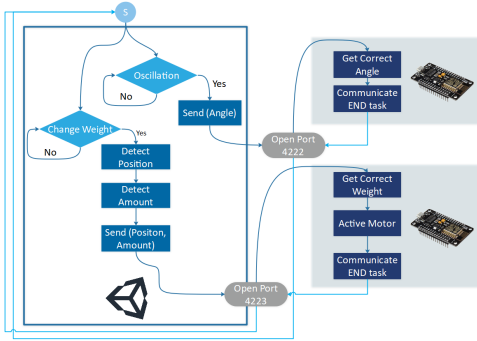 S
Oscillation
Yes
No
Send (Angle)
Change Weight
Yes
No
Detect
Position
Detect
Amount
Send (Positon,
Amount)
Open Port
4222
Open Port
4223
Get Correct
Angle
Communicate
END task
Get Correct
Weight
Active Motor
Communicate
END task